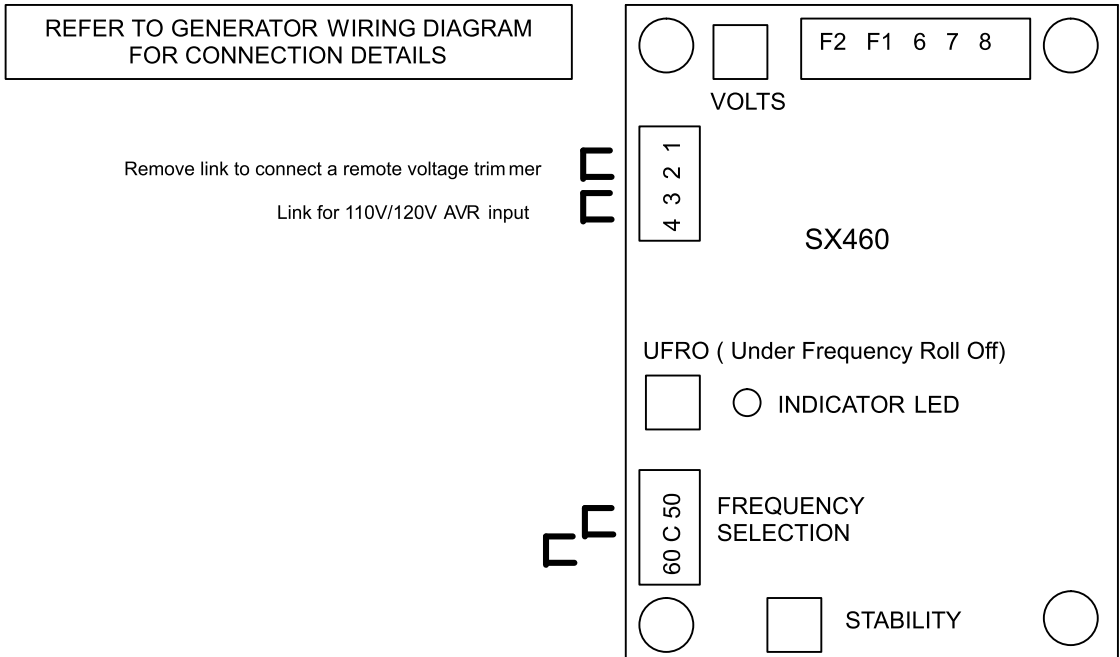 REFER TO GENERATOR WIRING DIAGRAM
FOR CONNECTION DETAILS
F2 F1 6 7 8
VOLTS
Remove link to connect a remote voltage trimmer
Link for 110V/120V AVR input
4 3 2 1
SX460
UFRO ( Under Frequency Roll Off)
INDICATOR LED
60 C 50
FREQUENCY
SELECTION
STABILITY